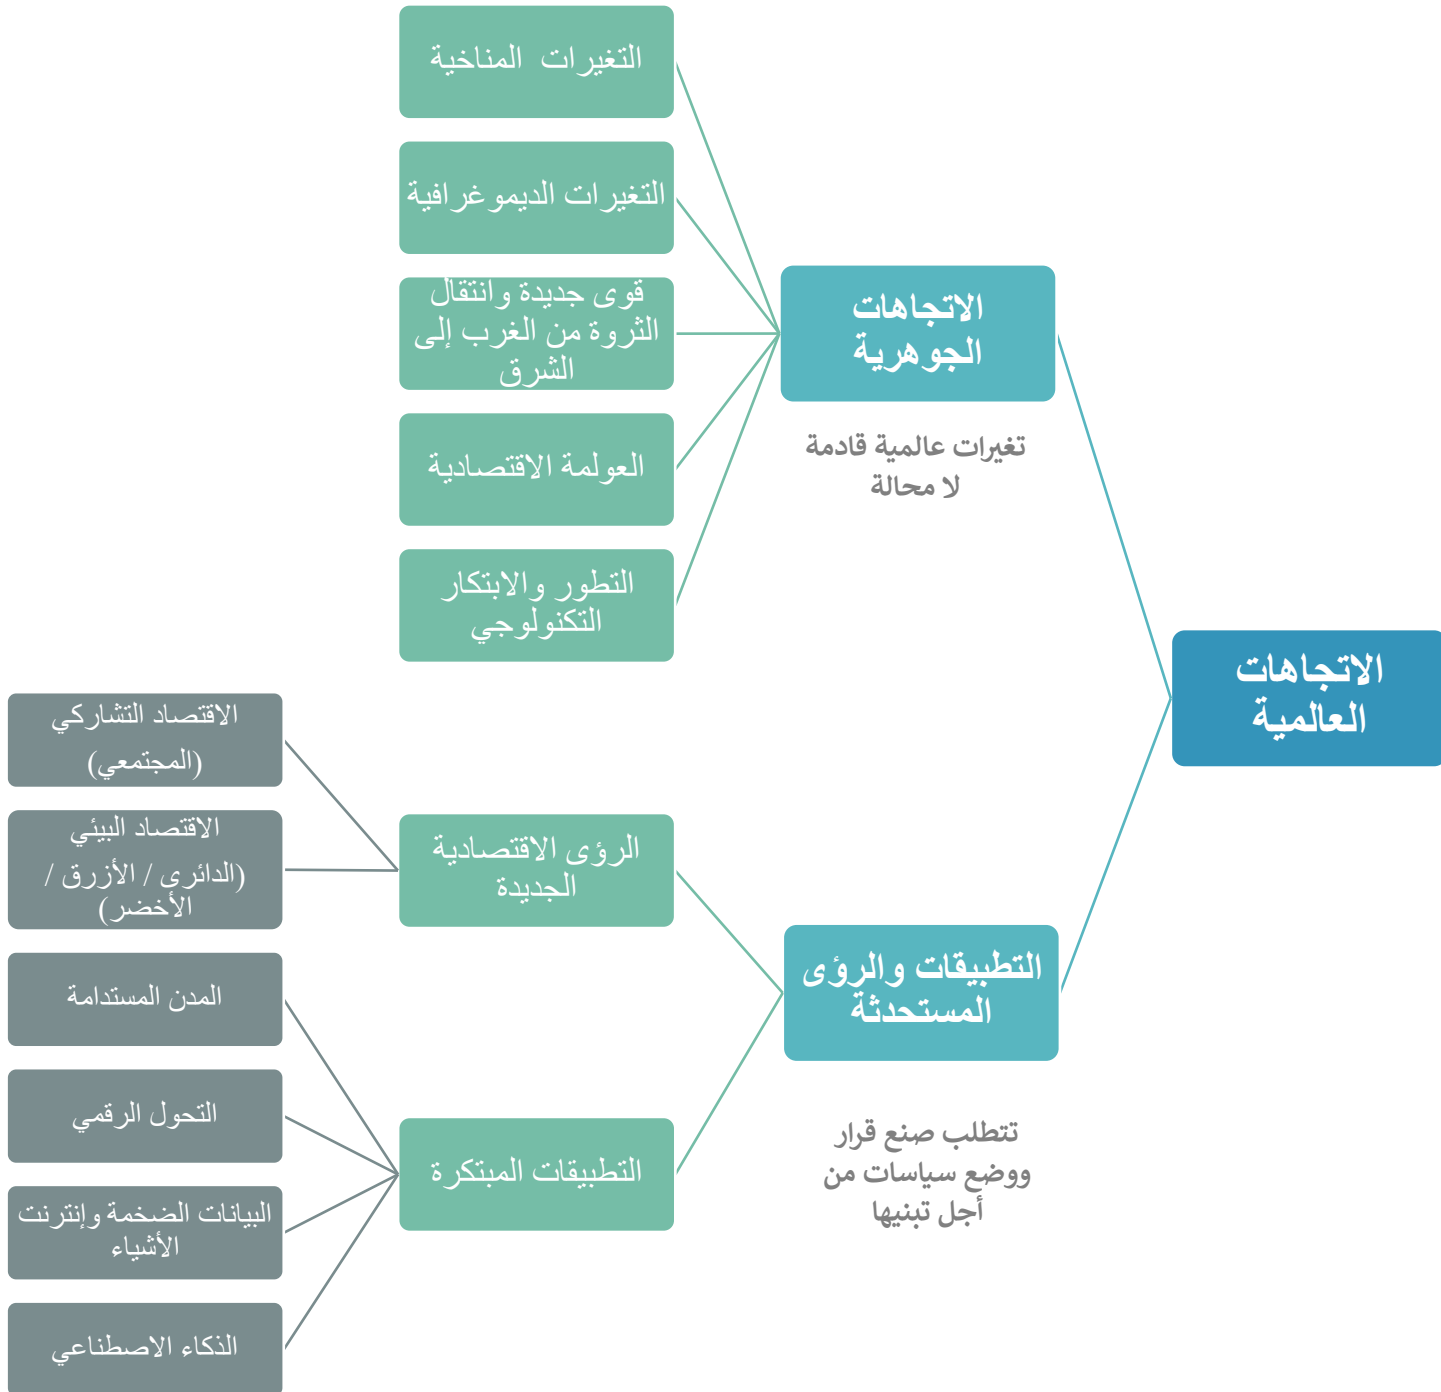 الاتجاهات
العالمية
الاتجاهات
الجوهرية
تغيرات عالمية قادمة
لا محالة
التغيرات المناخية
التغيرات الديموغرافية
قوى جديدة وانتقال
الثروة من الغرب إلى
الشرق
العولمة الاقتصادية
التطور والابتكار
التكنولوجي
التطبيقات والرؤى
المستحدثة
تتطلب صنع قرار
ووضع سياسات من
أجل تبنيها
الرؤى الاقتصادية
الجديدة
الاقتصاد التشاركي
(المجتمعي)
الاقتصاد البيئي
(الدائرى / الأزرق /
الأخضر)
التطبيقات المبتكرة
المدن المستدامة
التحول الرقمي
البيانات الضخمة وإنترنت
الأشياء
الذكاء الاصطناعي